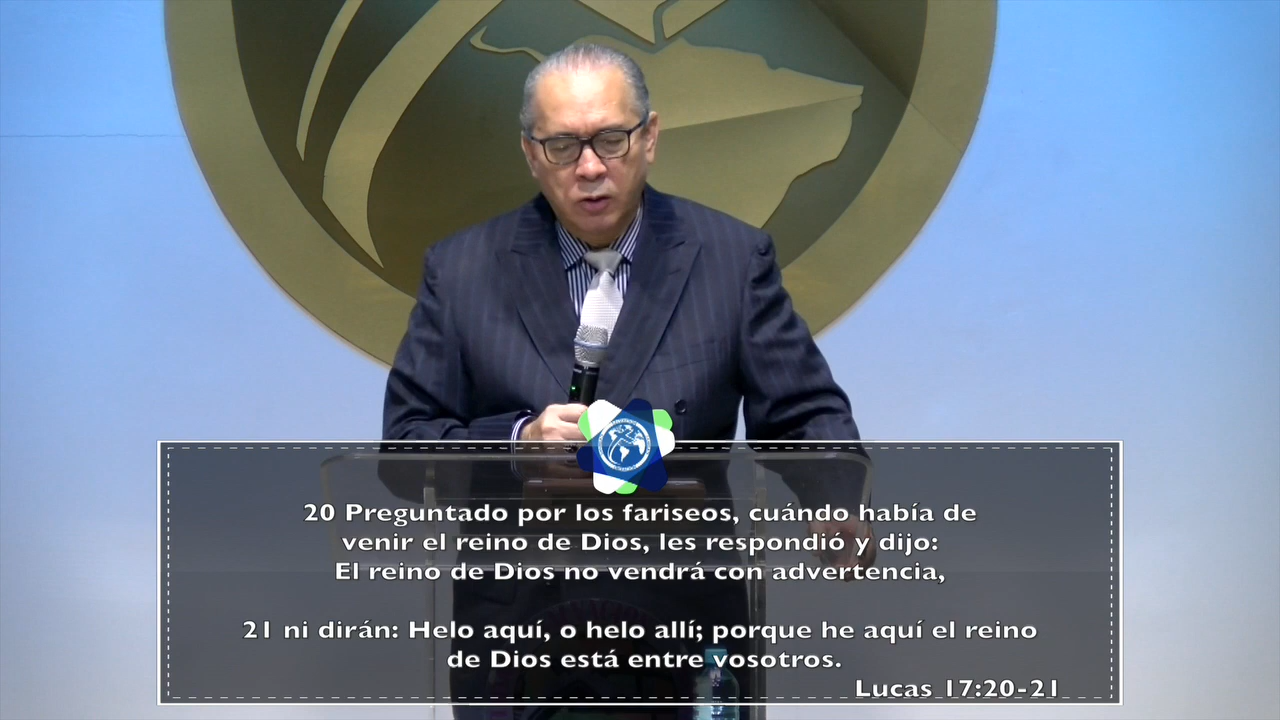 20 Preguntado por los fariseos, cuándo había de
venir el reino de Dios, les respondió y dijo:
El reino de Dios no vendrá con advertencia,
21 ni dirán: Helo aquí, o helo allí; porque he aquí el reino
de Dios está entre vosotros.
Lucas 17:20-21